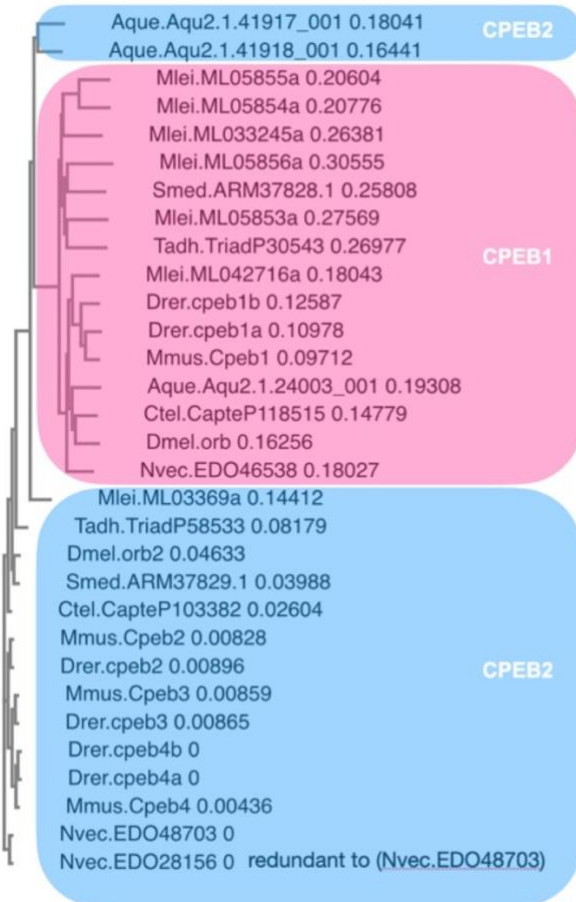 Aque.Aqu2.1.41917_001 0.18041
CPEB2
Aque.Aqu2.1.41918_001 0.16441
Mlei.ML05855a 0.20604
Mlei.ML05854a 0.20776
Mlei.ML033245a 0.26381
Mlei.ML05856a 0.30555
Smed.ARM37828.1 0.25808
Mlei.ML05853a 0.27569
Tadh.TriadP30543 0.26977
CPEB1
Mlei.ML042716a 0.18043
Drer.cpeb1b 0.12587
Drer.cpeb1a 0.10978
Mmus.Cpeb1 0.09712
Aque.Aqu2.1.24003_001 0.19308
Ctel.CapteP118515 0.14779
Dmel.orb 0.16256
Nvec.EDO46538 0.18027
Mlei.ML03369a 0.14412
Tadh.TriadP58533 0.08179
Dmel.orb2 0.04633
Smed.ARM37829.1 0.03988
Ctel.CapteP103382 0.02604
Mmus.Cpeb2 0.00828
Drer.cpeb2 0.00896
CPEB2
Mmus.Cpeb3 0.00859
Drer.cpeb3 0.00865
Drer.cpeb4b 0
Drer.cpeb4a 0
Mmus.Cpeb4 0.00436
Nvec.EDO48703 0
Nvec.EDO28156 0 redundant to (Nvec.EDO48703)